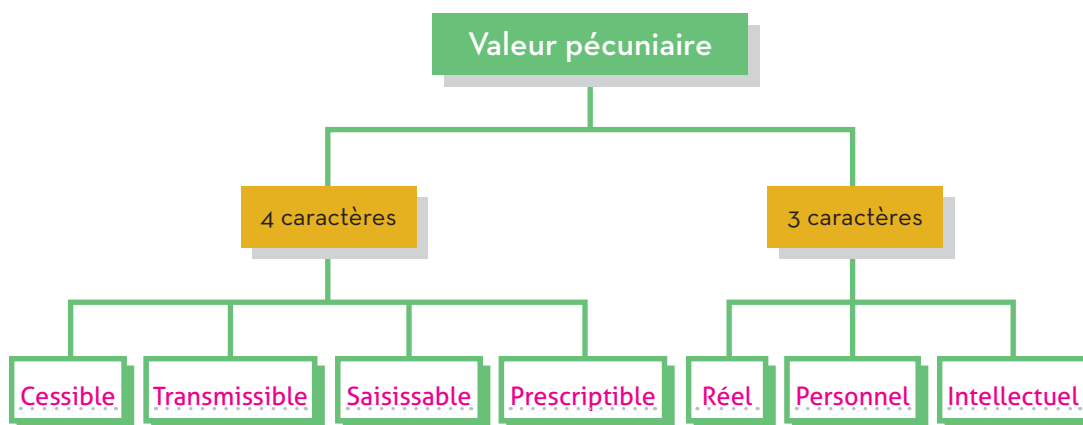 Valeur pécuniaire
4 caractères
3 caractères
Cessible
Transmissible
Saisissable
Prescriptible
Réel
Personnel
Intellectuel